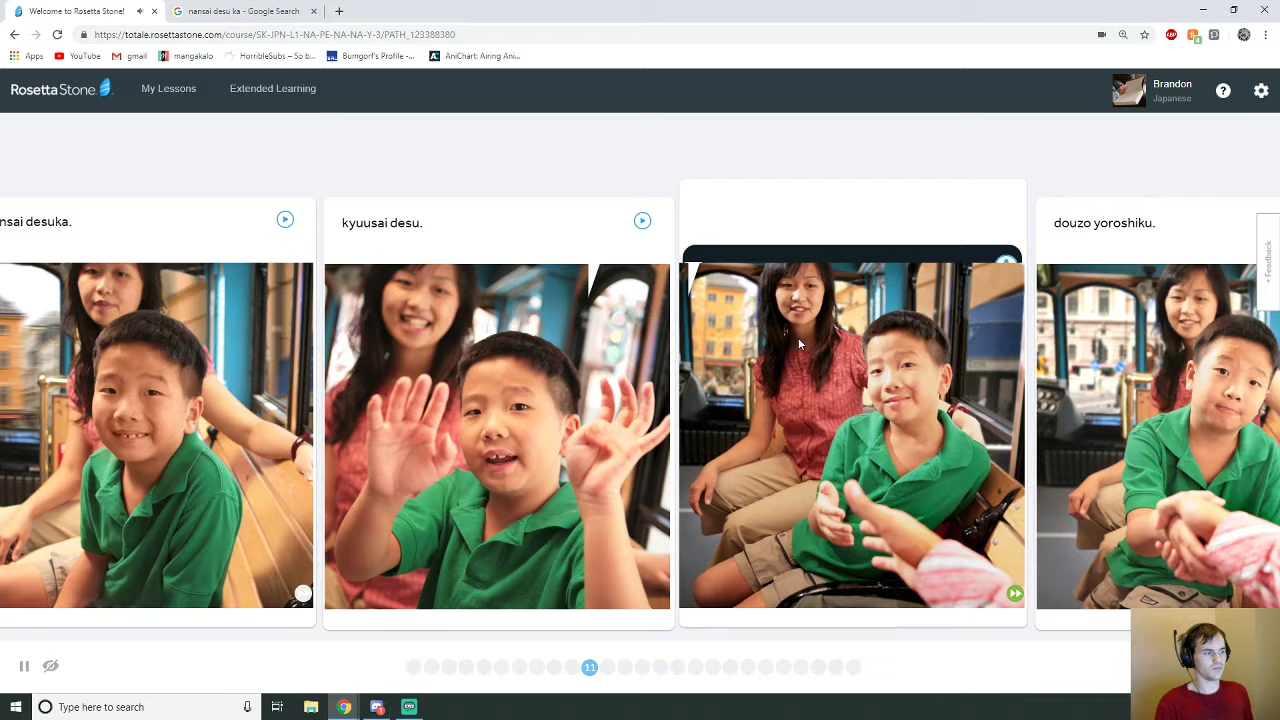 Welcome to Rosetta Stone!
nansai desu ka - Google Search
https://totale.rosettastone.com/course/SK-JPN-L1-NA-PE-NA-NA-Y-3/PATH_123388380
Apps
YouTube
gmail
mangakalo
HorribleSubs – So b...
Bumgorf's Profile -...
AniChart: Airing Ani...
RosettaStone
My Lessons
Extended Learning
Brandon
Japanese
nsai desuka.
kyuusai desu.
douzo yoroshiku.
Feedback
11
Type here to search